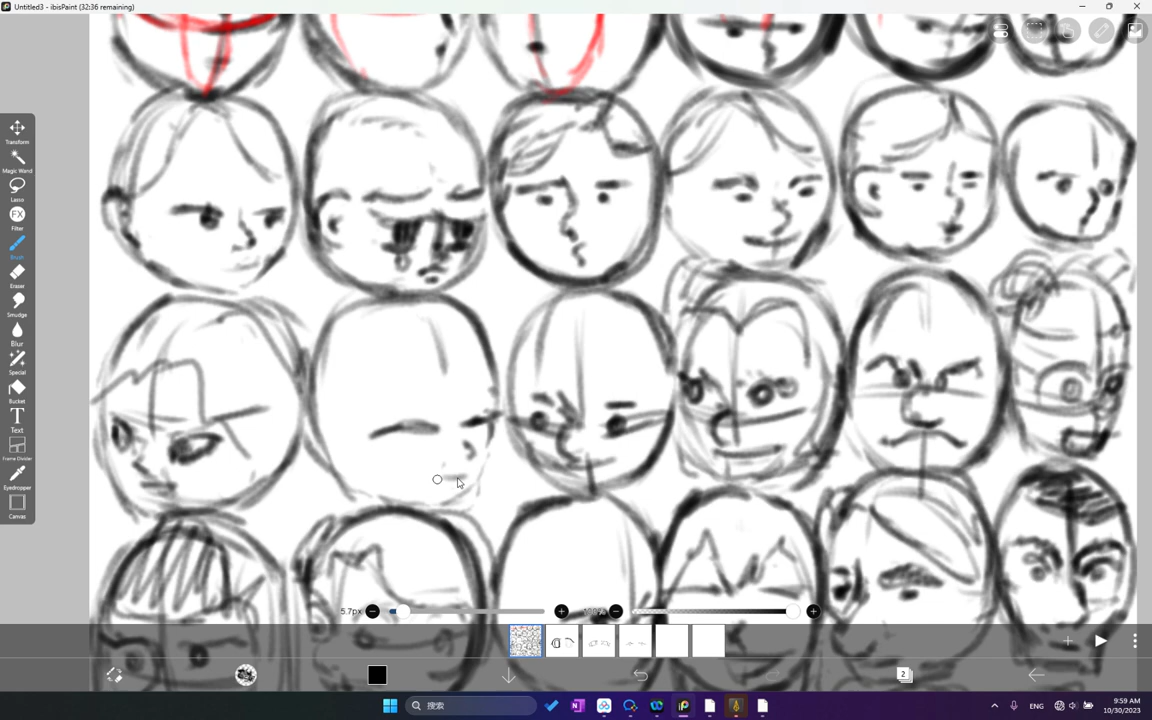 Untitled3 - ibisPaint (32:36 remaining)
Transform
Magic Wand
Lasso
FX
Filter
Brush
Eraser
Smudge
Blur
Special
Bucket
T
Text
Frame Divider
Eyedropper
Canvas
5.7px
2
搜索
ENG
9:59 AM
10/30/2023